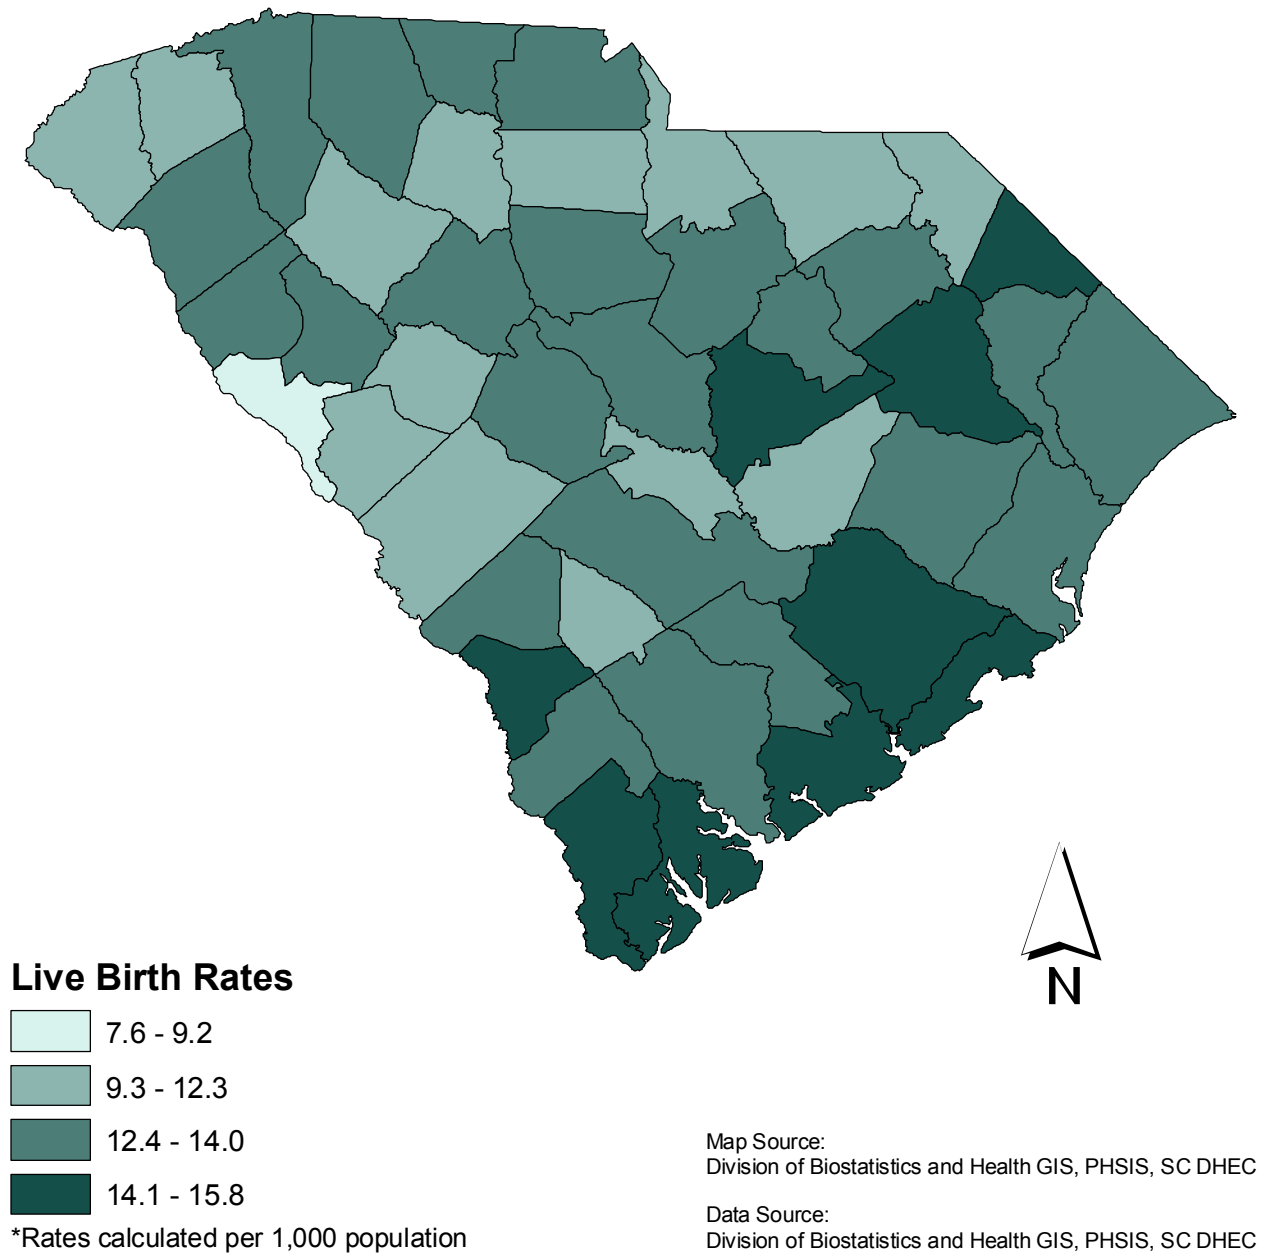 N
Live Birth Rates
7.6 - 9.2
9.3 - 12.3
12.4 - 14.0
14.1 - 15.8
*Rates calculated per 1,000 population
Map Source:
Division of Biostatistics and Health GIS, PHSIS, SC DHEC
Data Source:
Division of Biostatistics and Health GIS, PHSIS, SC DHEC